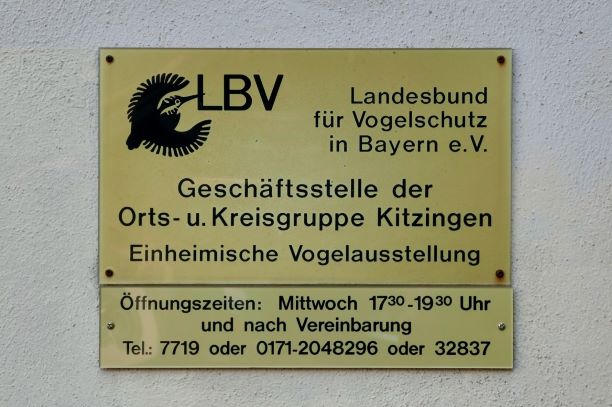 LBV
Landesbund
für Vogelschutz
in Bayern e.V.
Geschäftsstelle der
Orts- u. Kreisgruppe Kitzingen
Einheimische Vogelausstellung
Öffnungszeiten: Mittwoch 17³⁰-19³⁰ Uhr
und nach Vereinbarung
Tel.: 7719 oder 0171-2048296 oder 32837